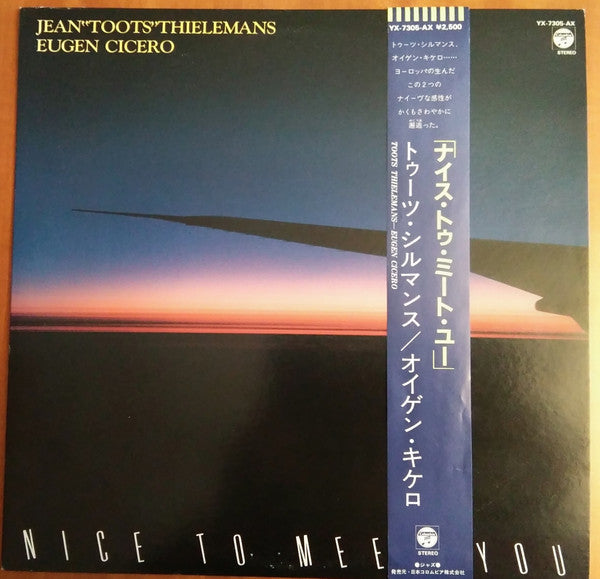 JEAN“TOOTS”THIELEMANS
EUGEN CICERO
YX-7305-AX ¥2,500
YX-7305-AX
STEREO
トゥーツ・シルマンス、
オイゲン・キケロ……
ヨーロッパの生んだ
この2つの
ナイーヴな感性が
かくもさわやかに
邂逅った。
「ナイス・トゥ・ミート・ユー」
トゥーツ・シルマンス/オイゲン・キケロ
TOOTS THIELEMANS—EUGEN CICERO
NICE TO MEE YOU
STEREO
●ジャズ●
発売元・日本コロムビア株式会社